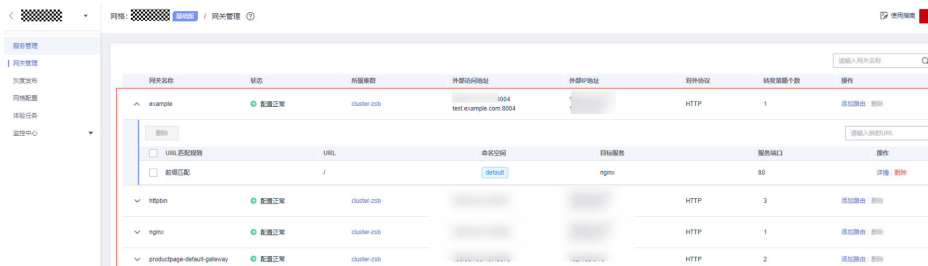 网格: 基础版 / 网关管理
使用指南
服务管理
网关管理
灰度发布
网格配置
体验任务
监控中心
请输入网关名称
网关名称 状态 所属集群 外部访问地址 外部IP地址 对外协议 转发策略个数 操作
example 配置正常 cluster-zsb :8004 HTTP 1 添加路由 删除
test.example.com:8004
删除
请输入映射URL
URL匹配规则 URL 命名空间 目标服务 服务端口 操作
前缀匹配 / default nginx 80 详情 删除
httpbin 配置正常 cluster-zsb HTTP 3 添加路由 删除
nginx 配置正常 cluster-zsb HTTP 1 添加路由 删除
productpage-default-gateway 配置正常 cluster-zsb HTTP 2 添加路由 删除